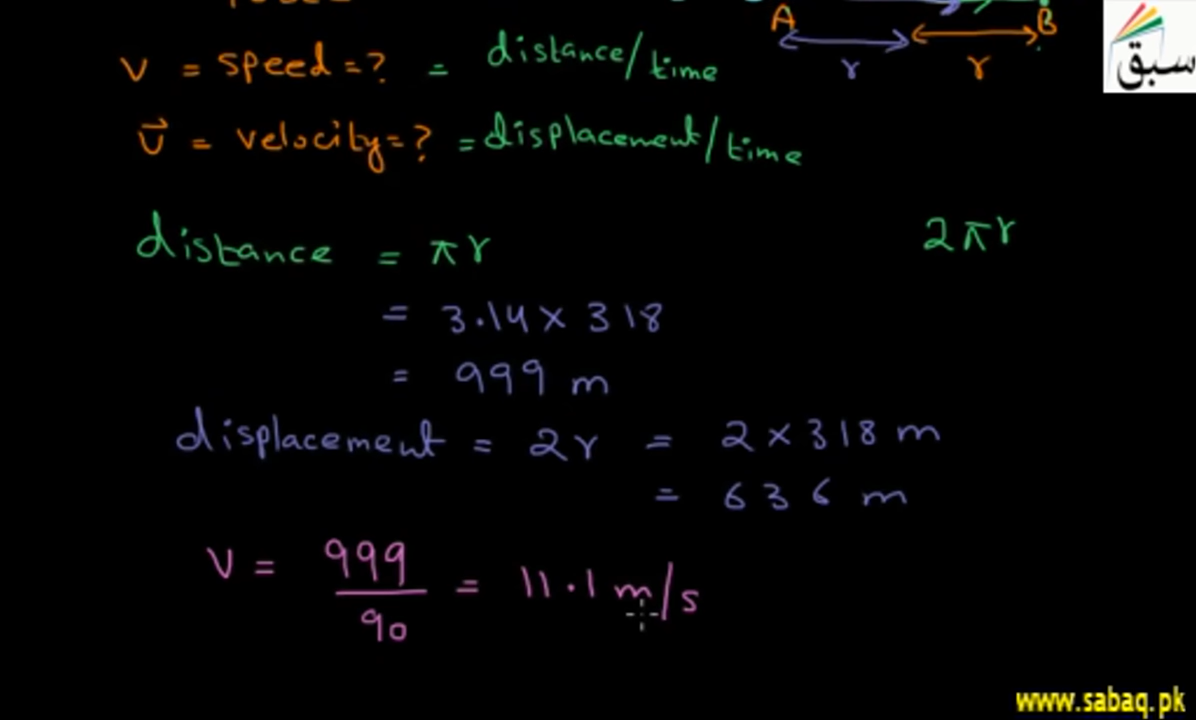 A B
r r
سبق
v = speed = ? = distance/time
v⃗ = velocity = ? = displacement/time
distance = πr 2πr
= 3.14 × 318
= 999 m
displacement = 2r = 2 × 318 m
= 636 m
V = 999/90 = 11.1 m/s
www.sabaq.pk